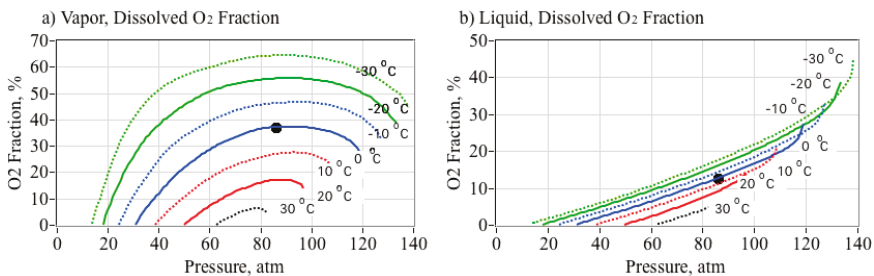 a) Vapor, Dissolved O2 Fraction
70
60
50
40
30
20
10
0
O2 Fraction, %
-30 °C
-20 °C
-10 °C
0 °C
10 °C
20 °C
30 °C
0 20 40 60 80 100 120 140
Pressure, atm
b) Liquid, Dissolved O2 Fraction
50
40
30
20
10
0
O2 Fraction, %
-30 °C
-20 °C
-10 °C
0 °C
10 °C
20 °C
30 °C
0 20 40 60 80 100 120 140
Pressure, atm